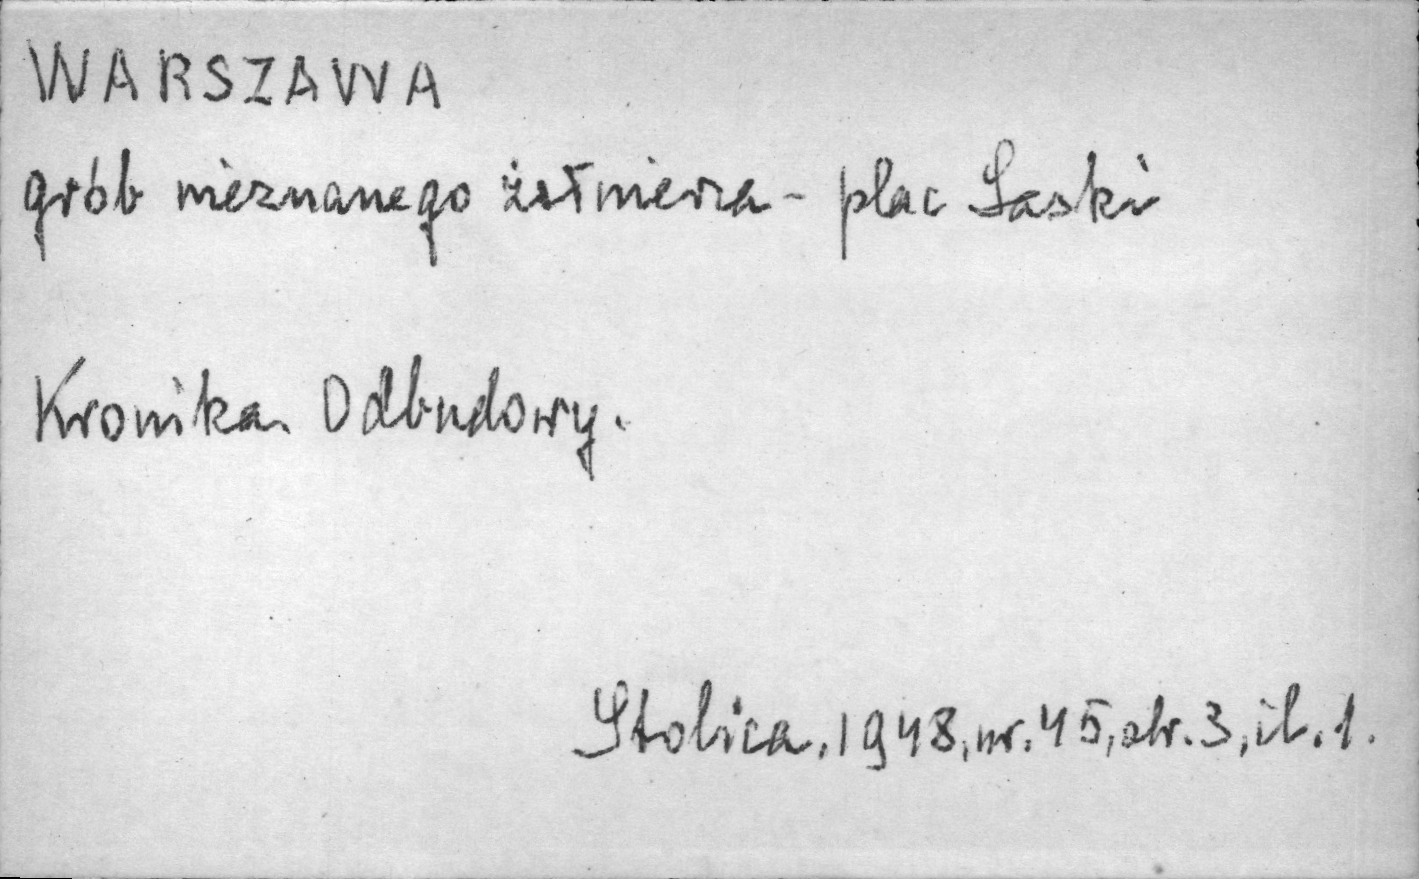 WARSZAWA
grób nieznanego żołnierza - plac Saski
Kronika Odbudowy.
Stolica, 1948, nr. 45, str. 3, il. 1.